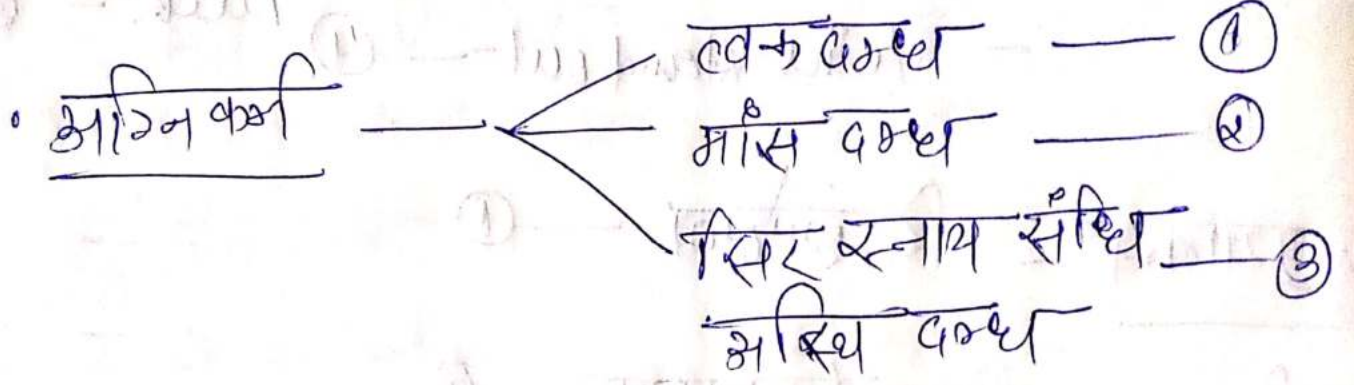 • अग्निकर्म
त्वक दग्ध — ①
मांस दग्ध — ②
सिर स्नाय संधि — ③
अस्थि दग्ध